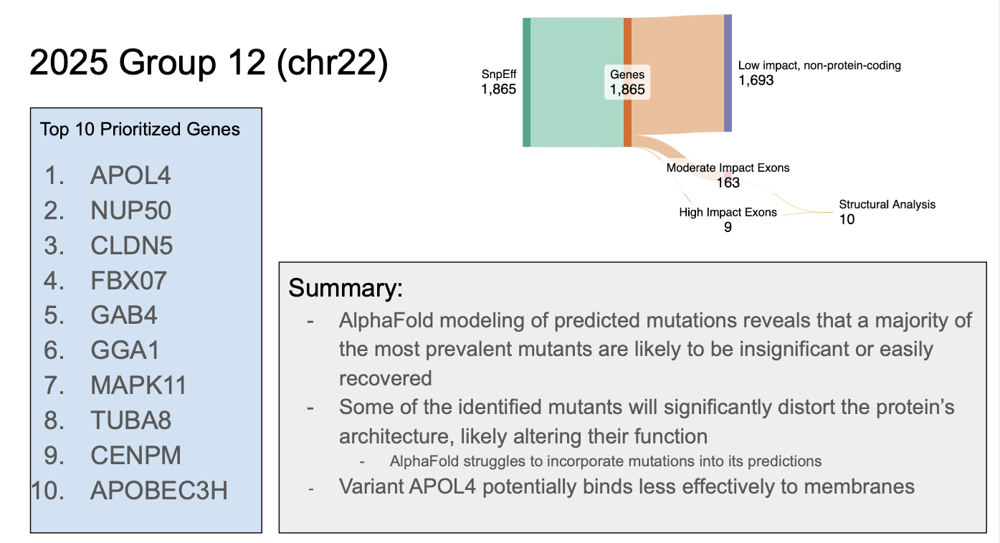 2025 Group 12 (chr22)
SnpEff
1,865
Genes
1,865
Low impact, non-protein-coding
1,693
Moderate Impact Exons
163
High Impact Exons
9
Structural Analysis
10
Top 10 Prioritized Genes
1. APOL4
2. NUP50
3. CLDN5
4. FBX07
5. GAB4
6. GGA1
7. MAPK11
8. TUBA8
9. CENPM
10. APOBEC3H
Summary:
- AlphaFold modeling of predicted mutations reveals that a majority of
the most prevalent mutants are likely to be insignificant or easily
recovered
- Some of the identified mutants will significantly distort the protein’s
architecture, likely altering their function
- AlphaFold struggles to incorporate mutations into its predictions
- Variant APOL4 potentially binds less effectively to membranes